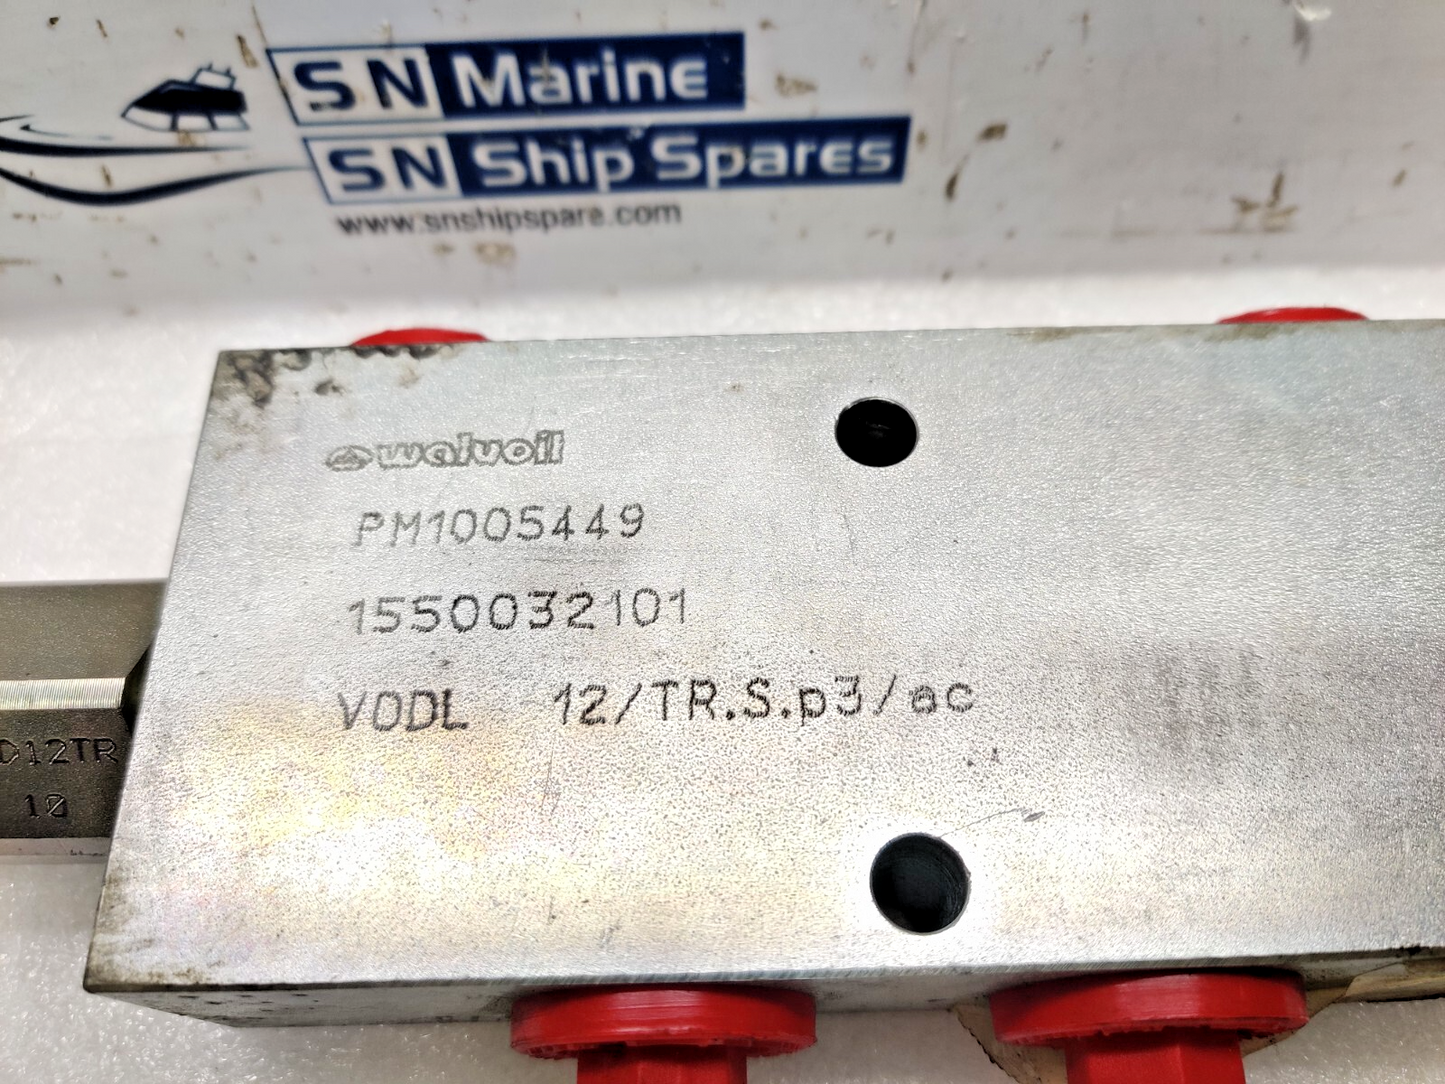 SN Marine
SN Ship Spares
www.snshipspare.com
walvoil
PM1005449
1550032101
VODL 12/TR.S.p3/ac
D12TR
10